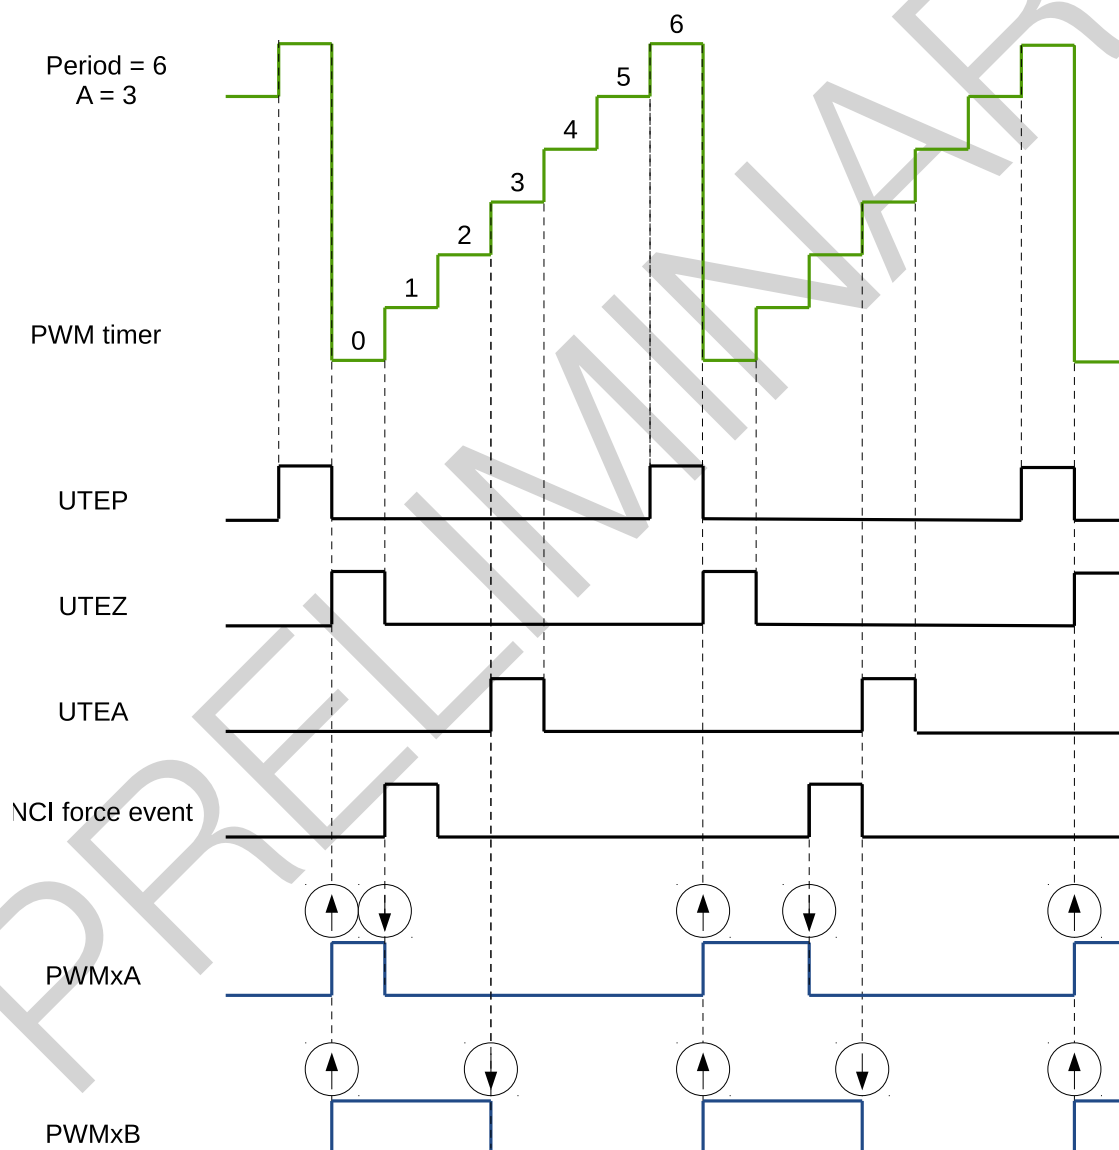 6
Period = 6
A = 3
5
4
3
2
1
0
PWM timer
UTEP
UTEZ
UTEA
NCI force event
PWMxA
PWMxB
PRELIMINAR